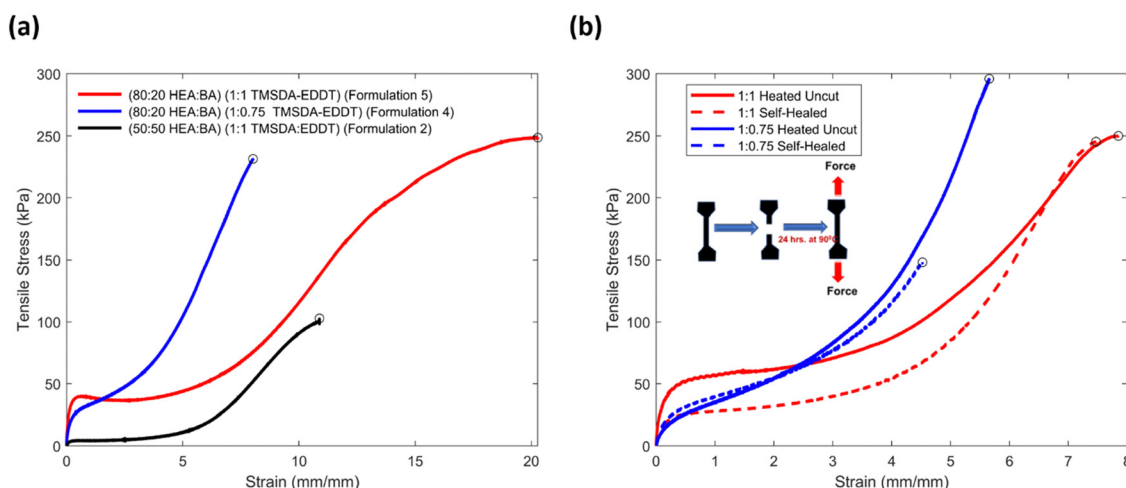 (a)
300
250
200
150
100
50
0
Tensile Stress (kPa)
(80:20 HEA:BA) (1:1 TMSDA-EDDT) (Formulation 5)
(80:20 HEA:BA) (1:0.75 TMSDA-EDDT) (Formulation 4)
(50:50 HEA:BA) (1:1 TMSDA:EDDT) (Formulation 2)
0 5 10 15 20
Strain (mm/mm)
(b)
300
250
200
150
100
50
0
Tensile Stress (kPa)
1:1 Heated Uncut
1:1 Self-Healed
1:0.75 Heated Uncut
1:0.75 Self-Healed
Force
24 hrs. at 90⁰C
Force
0 1 2 3 4 5 6 7 8
Strain (mm/mm)